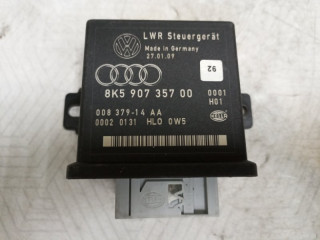 LWR Steuergerät
Made in Germany
27.01.09
92
8K5 907 357 00
0001
H01
008 379-14 AA
0002 0131 HLO 0W5
HELLA